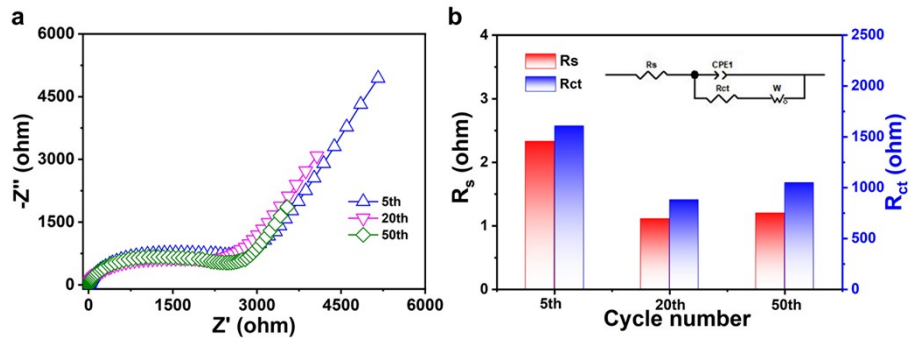 a
6000
4500
3000
1500
0
-Z'' (ohm)
5th
20th
50th
0 1500 3000 4500 6000
Z' (ohm)
b
4
3
2
1
0
Rs (ohm)
Rs
Rct
Rs CPE1
Rct W
2500
2000
1500
1000
750
500
250
0
Rct (ohm)
5th 20th 50th
Cycle number